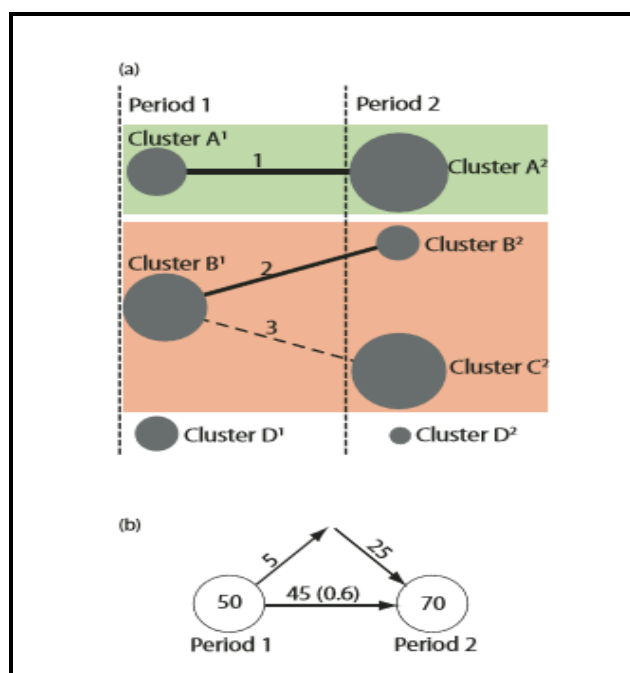 (a)
Period 1 Period 2
Cluster A¹
1
Cluster A²
Cluster B²
Cluster B¹
2
3
Cluster C²
Cluster D¹ Cluster D²
(b)
5 25
45 (0.6)
50 70
Period 1 Period 2